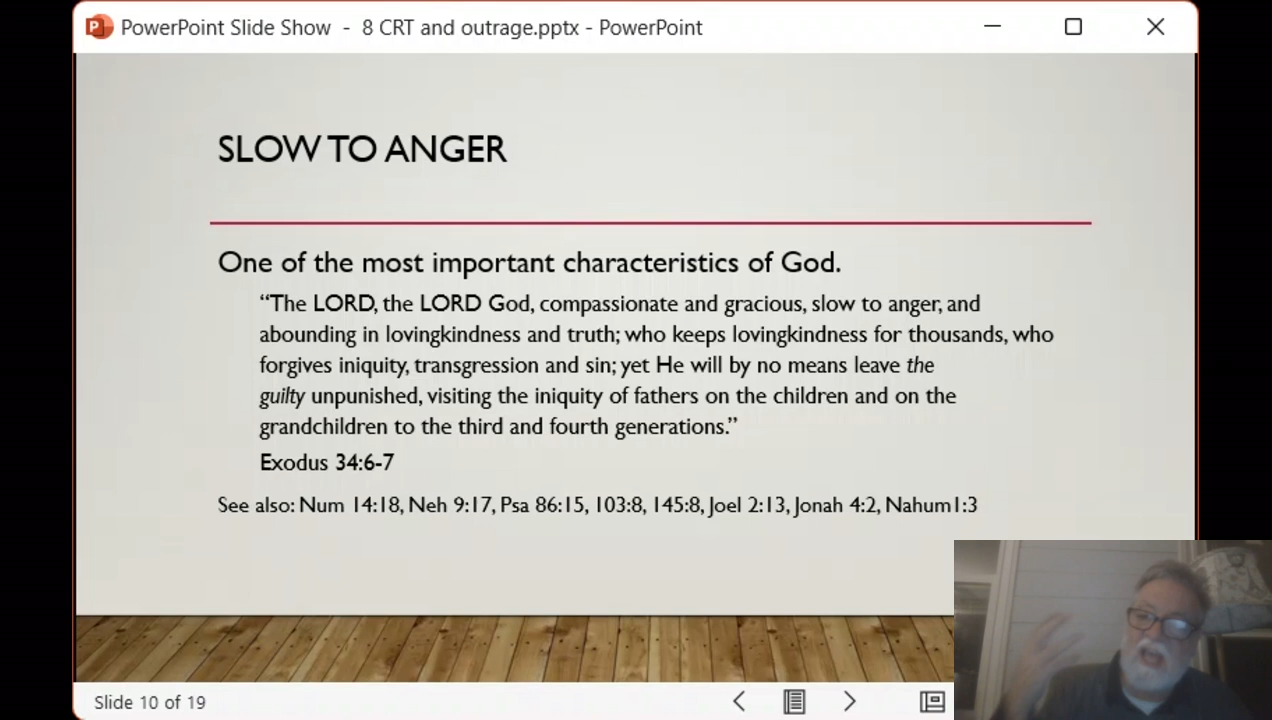 PowerPoint Slide Show - 8 CRT and outrage.pptx - PowerPoint
SLOW TO ANGER
One of the most important characteristics of God.
“The LORD, the LORD God, compassionate and gracious, slow to anger, and
abounding in lovingkindness and truth; who keeps lovingkindness for thousands, who
forgives iniquity, transgression and sin; yet He will by no means leave the
guilty unpunished, visiting the iniquity of fathers on the children and on the
grandchildren to the third and fourth generations.”
Exodus 34:6-7
See also: Num 14:18, Neh 9:17, Psa 86:15, 103:8, 145:8, Joel 2:13, Jonah 4:2, Nahum1:3
Slide 10 of 19